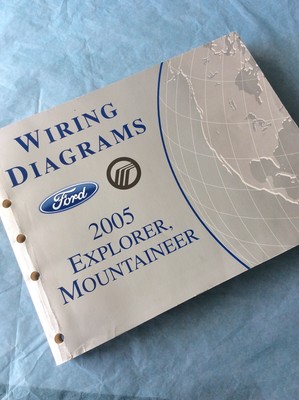 WIRING
DIAGRAMS
Ford
2005
EXPLORER,
MOUNTAINEER